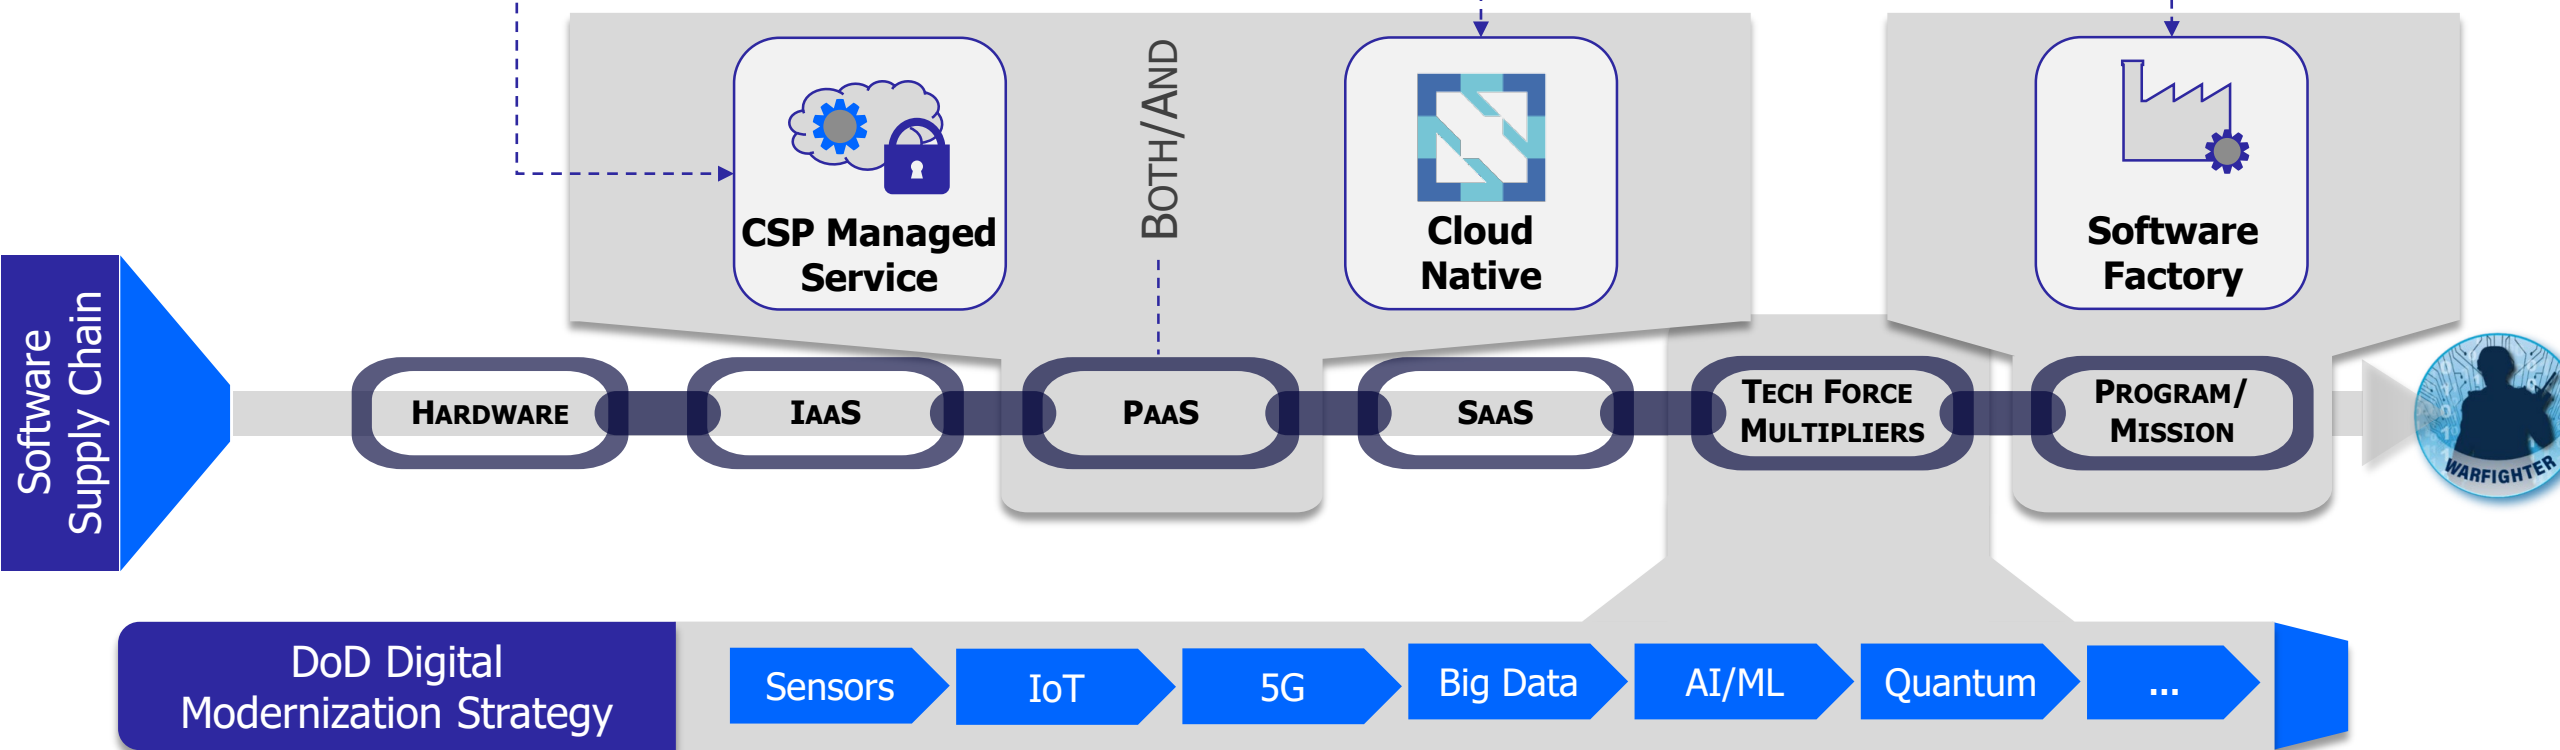 CSP Managed
Service
BOTH/AND
Cloud
Native
Software
Factory
Software
Supply Chain
HARDWARE
IAAS
PAAS
SAAS
TECH FORCE
MULTIPLIERS
PROGRAM/
MISSION
WARFIGHTER
DoD Digital
Modernization Strategy
Sensors
IoT
5G
Big Data
AI/ML
Quantum
...